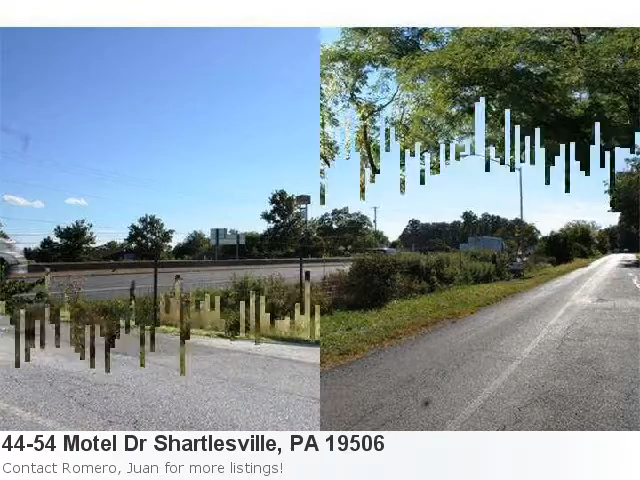 44-54 Motel Dr Shartlesville, PA 19506
Contact Romero, Juan for more listings!